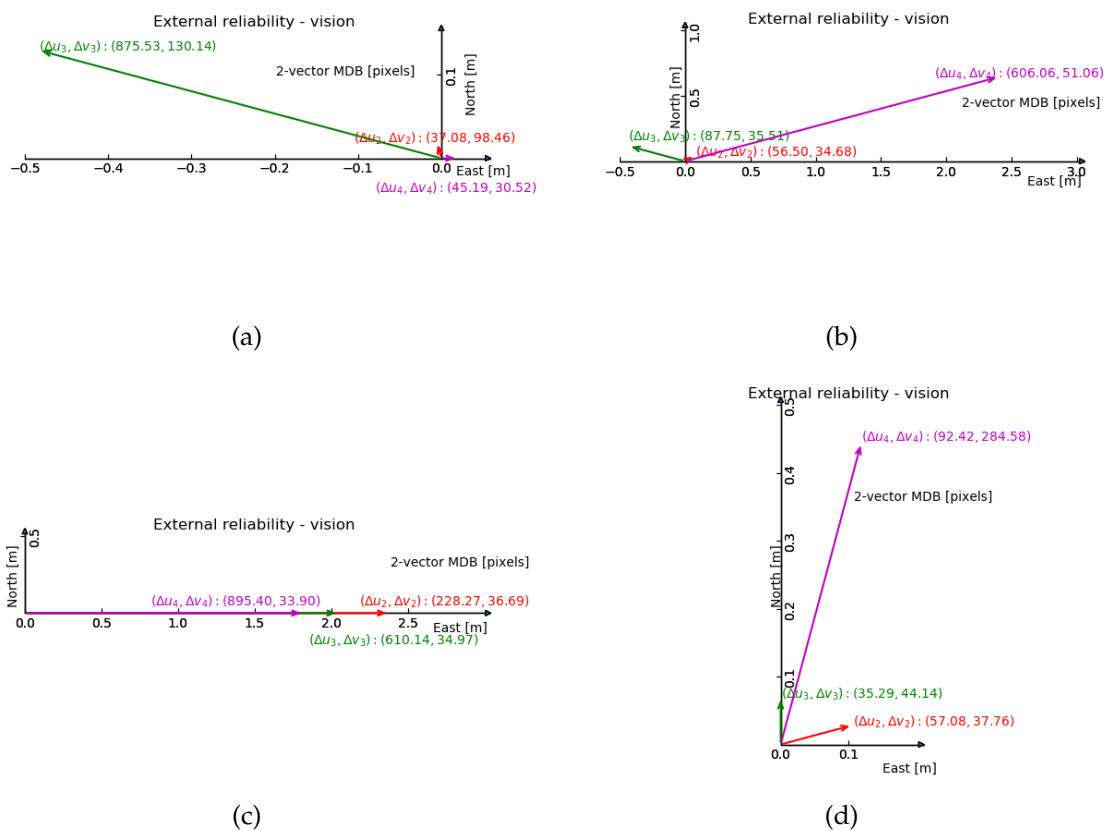 External reliability - vision
(Δu₃, Δv₃) : (875.53, 130.14)
2-vector MDB [pixels]
0.1
North [m]
(Δu₂, Δv₂) : (37.08, 98.46)
−0.5 −0.4 −0.3 −0.2 −0.1 0.0
East [m]
(Δu₄, Δv₄) : (45.19, 30.52)
(a)
External reliability - vision
1.0
(Δu₄, Δv₄) : (606.06, 51.06)
2-vector MDB [pixels]
0.5
North [m]
(Δu₃, Δv₃) : (87.75, 35.51)
(Δu₂, Δv₂) : (56.50, 34.68)
−0.5 0.0 0.5 1.0 1.5 2.0 2.5 3.0
East [m]
(b)
External reliability - vision
0.5
North [m]
2-vector MDB [pixels]
(Δu₄, Δv₄) : (895.40, 33.90)
(Δu₂, Δv₂) : (228.27, 36.69)
0.0 0.5 1.0 1.5 2.0 2.5
East [m]
(Δu₃, Δv₃) : (610.14, 34.97)
(c)
External reliability - vision
0.5
(Δu₄, Δv₄) : (92.42, 284.58)
0.4
2-vector MDB [pixels]
0.3
North [m]
0.2
0.1
(Δu₃, Δv₃) : (35.29, 44.14)
(Δu₂, Δv₂) : (57.08, 37.76)
0.0 0.1
East [m]
(d)